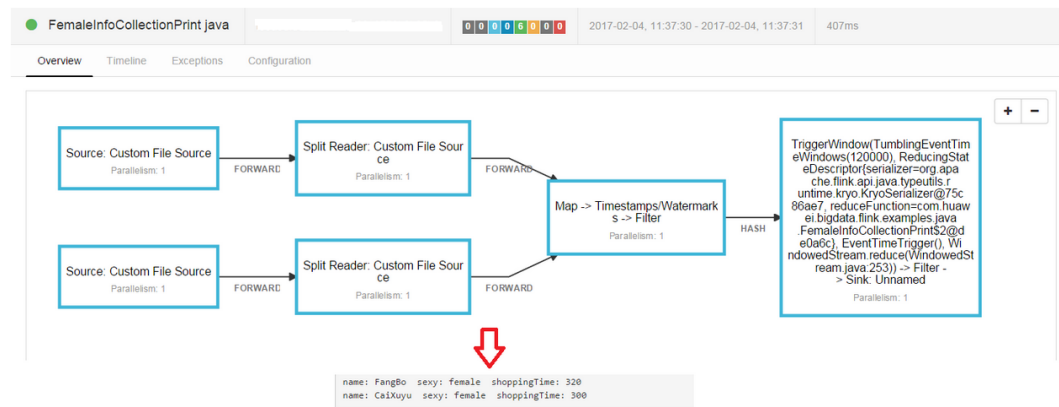 FemaleInfoCollectionPrint java
0 0 0 0 6 0 0 0
2017-02-04, 11:37:30 - 2017-02-04, 11:37:31
407ms
Overview
Timeline
Exceptions
Configuration
+ −
Source: Custom File Source
Parallelism: 1
FORWARD
Split Reader: Custom File Sour
ce
Parallelism: 1
FORWARD
Source: Custom File Source
Parallelism: 1
FORWARD
Split Reader: Custom File Sour
ce
Parallelism: 1
FORWARD
Map -> Timestamps/Watermark
s -> Filter
Parallelism: 1
HASH
TriggerWindow(TumblingEventTim
eWindows(120000), ReducingStat
eDescriptor{serializer=org.apa
che.flink.api.java.typeutils.r
untime.kryo.KryoSerializer@75c
86ae7, reduceFunction=com.huaw
ei.bigdata.flink.examples.java
.FemaleInfoCollectionPrint$2@d
e0a6c}, EventTimeTrigger(), Wi
ndowedStream.reduce(WindowedSt
ream.java:253)) -> Filter -
> Sink: Unnamed
Parallelism: 1
name: FangBo sexy: female shoppingTime: 320
name: CaiXuyu sexy: female shoppingTime: 300